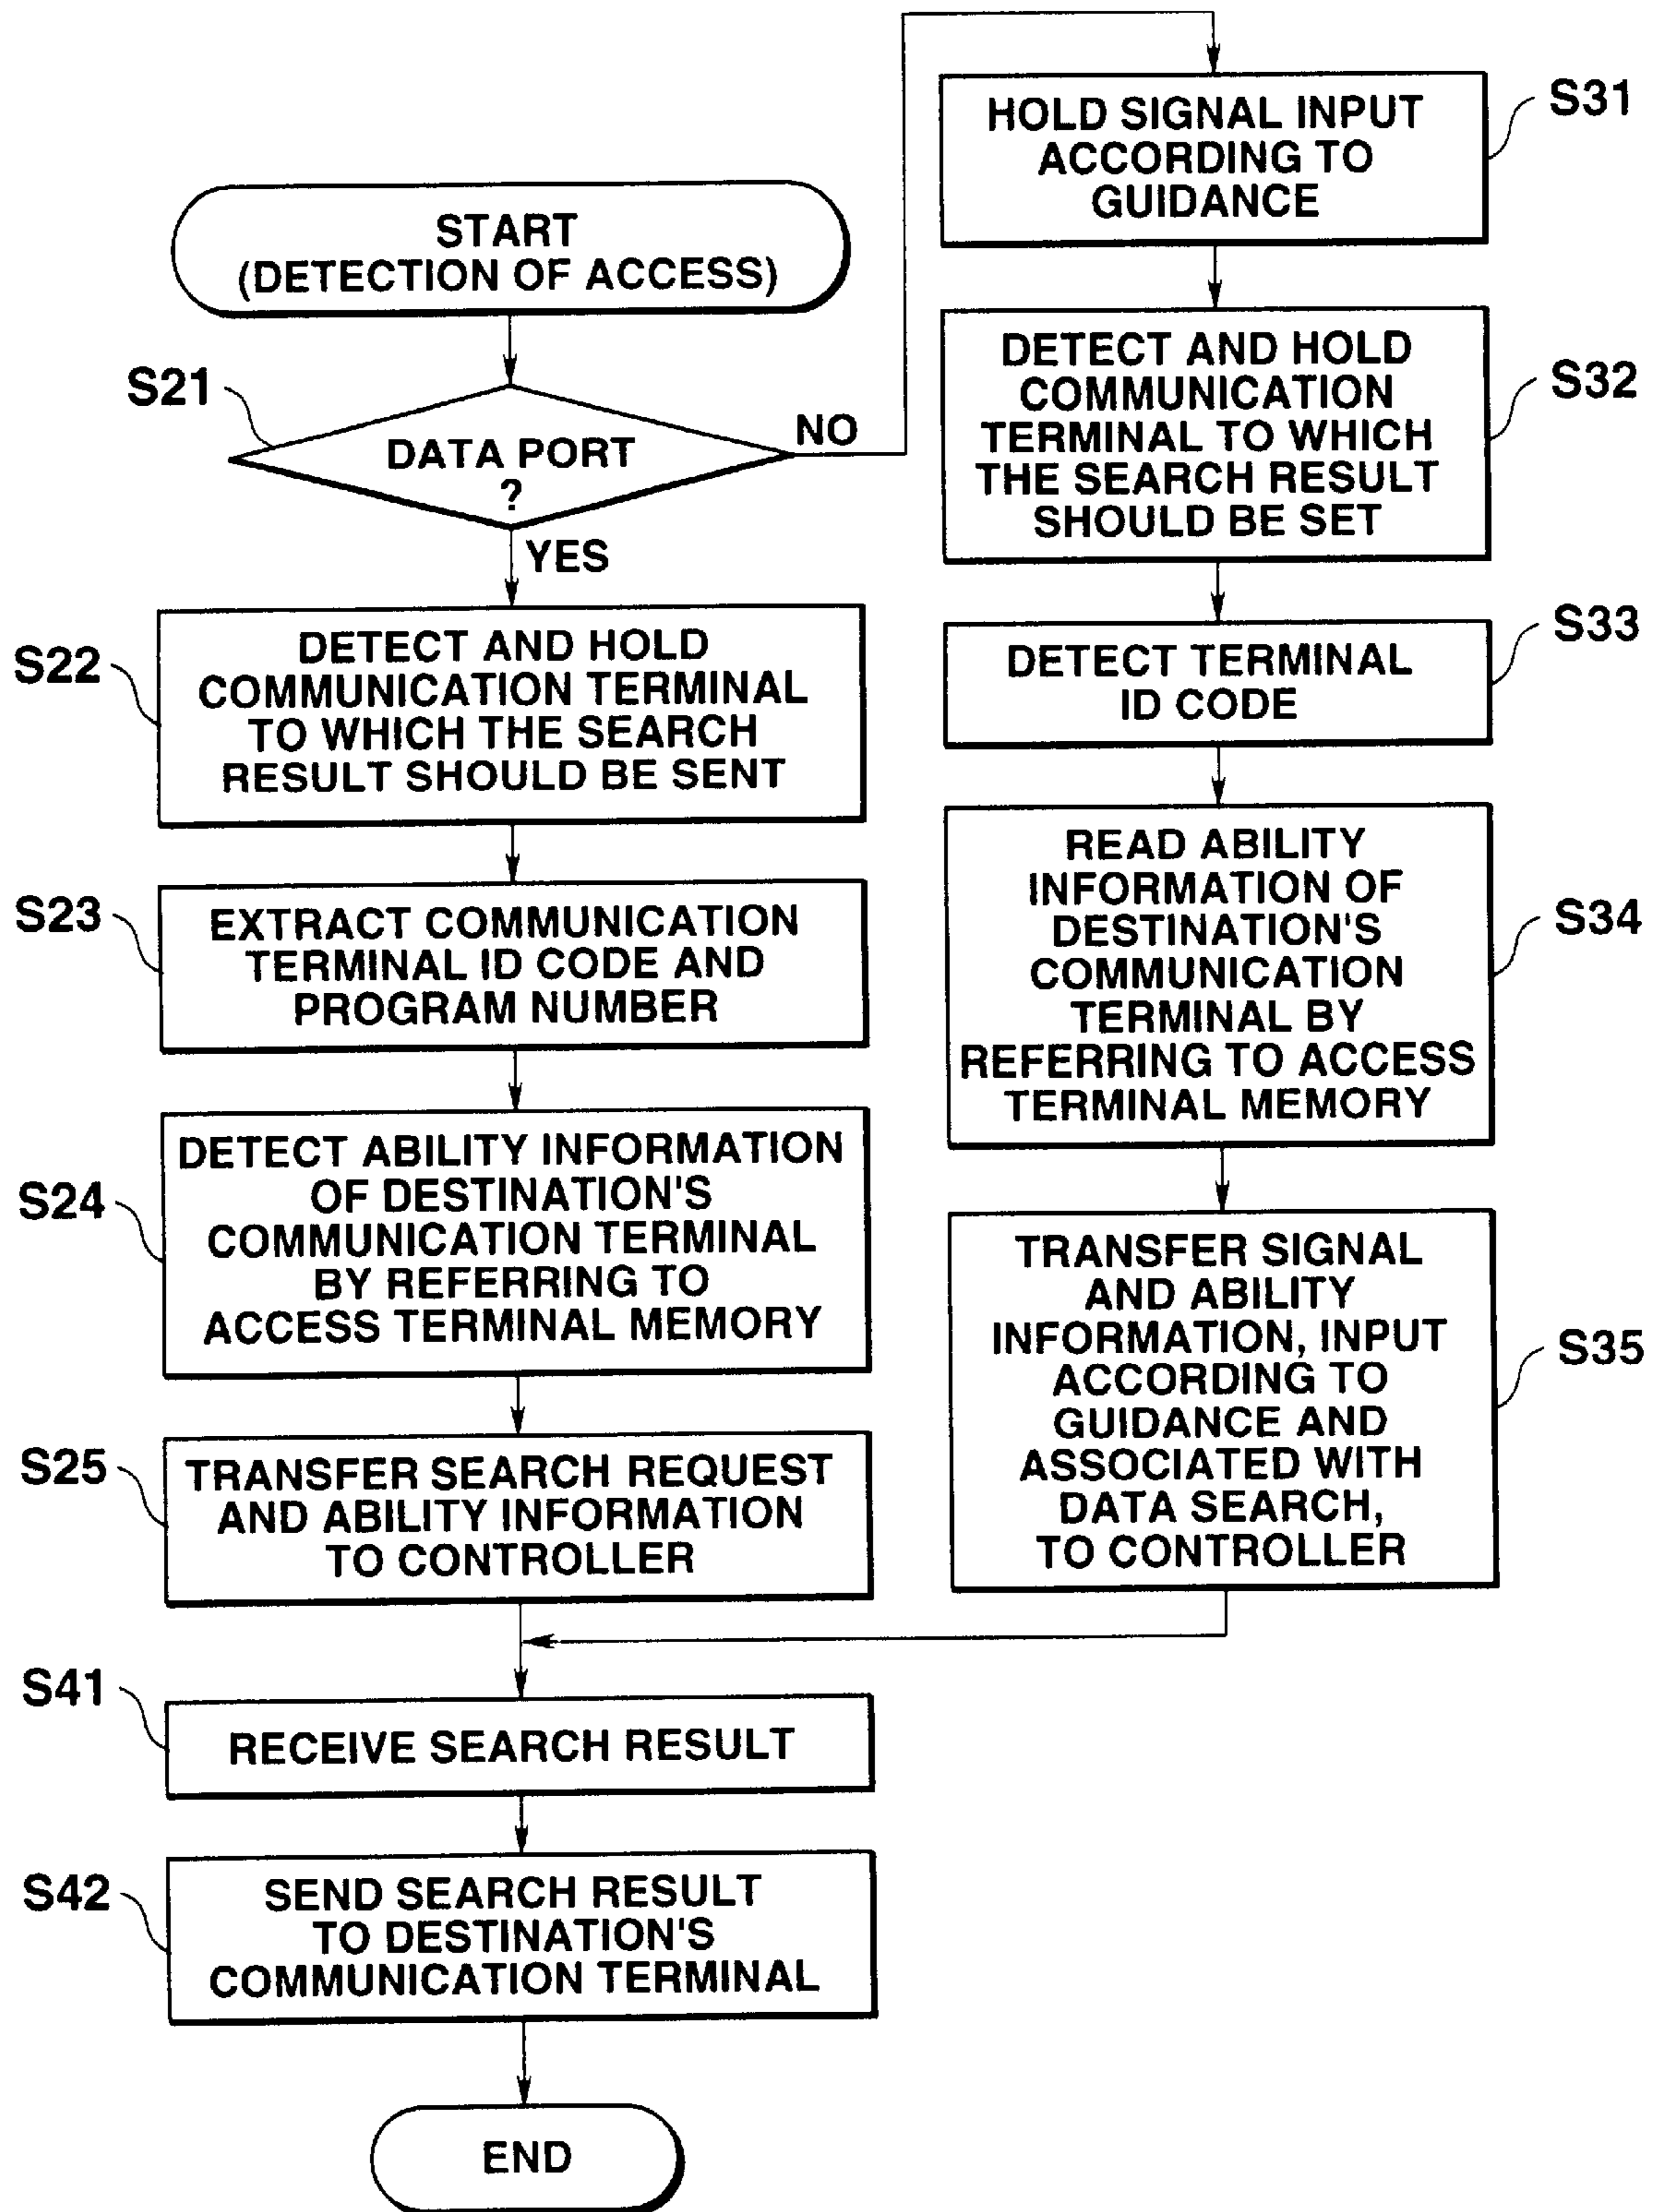 START
(DETECTION OF ACCESS)
S21
DATA PORT
?
NO
YES
S22
DETECT AND HOLD
COMMUNICATION TERMINAL
TO WHICH THE SEARCH
RESULT SHOULD BE SENT
S23
EXTRACT COMMUNICATION
TERMINAL ID CODE AND
PROGRAM NUMBER
S24
DETECT ABILITY INFORMATION
OF DESTINATION'S
COMMUNICATION TERMINAL
BY REFERRING TO
ACCESS TERMINAL MEMORY
S25
TRANSFER SEARCH REQUEST
AND ABILITY INFORMATION
TO CONTROLLER
S31
HOLD SIGNAL INPUT
ACCORDING TO
GUIDANCE
S32
DETECT AND HOLD
COMMUNICATION
TERMINAL TO WHICH
THE SEARCH RESULT
SHOULD BE SET
S33
DETECT TERMINAL
ID CODE
S34
READ ABILITY
INFORMATION OF
DESTINATION'S
COMMUNICATION
TERMINAL BY
REFERRING TO ACCESS
TERMINAL MEMORY
S35
TRANSFER SIGNAL
AND ABILITY
INFORMATION, INPUT
ACCORDING TO
GUIDANCE AND
ASSOCIATED WITH
DATA SEARCH,
TO CONTROLLER
S41
RECEIVE SEARCH RESULT
S42
SEND SEARCH RESULT
TO DESTINATION'S
COMMUNICATION TERMINAL
END